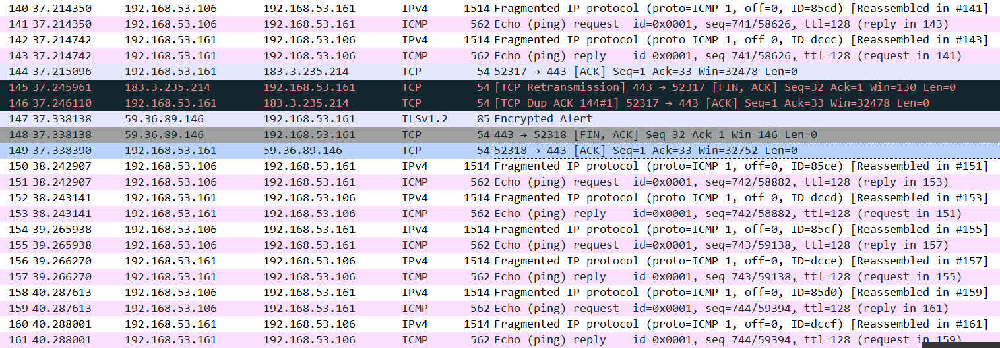 140 37.214350 192.168.53.106 192.168.53.161 IPv4 1514 Fragmented IP protocol (proto=ICMP 1, off=0, ID=85cd) [Reassembled in #141]
141 37.214350 192.168.53.106 192.168.53.161 ICMP 562 Echo (ping) request id=0x0001, seq=741/58626, ttl=128 (reply in 143)
142 37.214742 192.168.53.161 192.168.53.106 IPv4 1514 Fragmented IP protocol (proto=ICMP 1, off=0, ID=dccc) [Reassembled in #143]
143 37.214742 192.168.53.161 192.168.53.106 ICMP 562 Echo (ping) reply id=0x0001, seq=741/58626, ttl=128 (request in 141)
144 37.215096 192.168.53.161 183.3.235.214 TCP 54 52317 → 443 [ACK] Seq=1 Ack=33 Win=32478 Len=0
145 37.245961 183.3.235.214 192.168.53.161 TCP 54 [TCP Retransmission] 443 → 52317 [FIN, ACK] Seq=32 Ack=1 Win=130 Len=0
146 37.246110 192.168.53.161 183.3.235.214 TCP 54 [TCP Dup ACK 144#1] 52317 → 443 [ACK] Seq=1 Ack=33 Win=32478 Len=0
147 37.338138 59.36.89.146 192.168.53.161 TLSv1.2 85 Encrypted Alert
148 37.338138 59.36.89.146 192.168.53.161 TCP 54 443 → 52318 [FIN, ACK] Seq=32 Ack=1 Win=146 Len=0
149 37.338390 192.168.53.161 59.36.89.146 TCP 54 52318 → 443 [ACK] Seq=1 Ack=33 Win=32752 Len=0
150 38.242907 192.168.53.106 192.168.53.161 IPv4 1514 Fragmented IP protocol (proto=ICMP 1, off=0, ID=85ce) [Reassembled in #151]
151 38.242907 192.168.53.106 192.168.53.161 ICMP 562 Echo (ping) request id=0x0001, seq=742/58882, ttl=128 (reply in 153)
152 38.243141 192.168.53.161 192.168.53.106 IPv4 1514 Fragmented IP protocol (proto=ICMP 1, off=0, ID=dccd) [Reassembled in #153]
153 38.243141 192.168.53.161 192.168.53.106 ICMP 562 Echo (ping) reply id=0x0001, seq=742/58882, ttl=128 (request in 151)
154 39.265938 192.168.53.106 192.168.53.161 IPv4 1514 Fragmented IP protocol (proto=ICMP 1, off=0, ID=85cf) [Reassembled in #155]
155 39.265938 192.168.53.106 192.168.53.161 ICMP 562 Echo (ping) request id=0x0001, seq=743/59138, ttl=128 (reply in 157)
156 39.266270 192.168.53.161 192.168.53.106 IPv4 1514 Fragmented IP protocol (proto=ICMP 1, off=0, ID=dcce) [Reassembled in #157]
157 39.266270 192.168.53.161 192.168.53.106 ICMP 562 Echo (ping) reply id=0x0001, seq=743/59138, ttl=128 (request in 155)
158 40.287613 192.168.53.106 192.168.53.161 IPv4 1514 Fragmented IP protocol (proto=ICMP 1, off=0, ID=85d0) [Reassembled in #159]
159 40.287613 192.168.53.106 192.168.53.161 ICMP 562 Echo (ping) request id=0x0001, seq=744/59394, ttl=128 (reply in 161)
160 40.288001 192.168.53.161 192.168.53.106 IPv4 1514 Fragmented IP protocol (proto=ICMP 1, off=0, ID=dccf) [Reassembled in #161]
161 40.288001 192.168.53.161 192.168.53.106 ICMP 562 Echo (ping) reply id=0x0001, seq=744/59394, ttl=128 (request in 159)